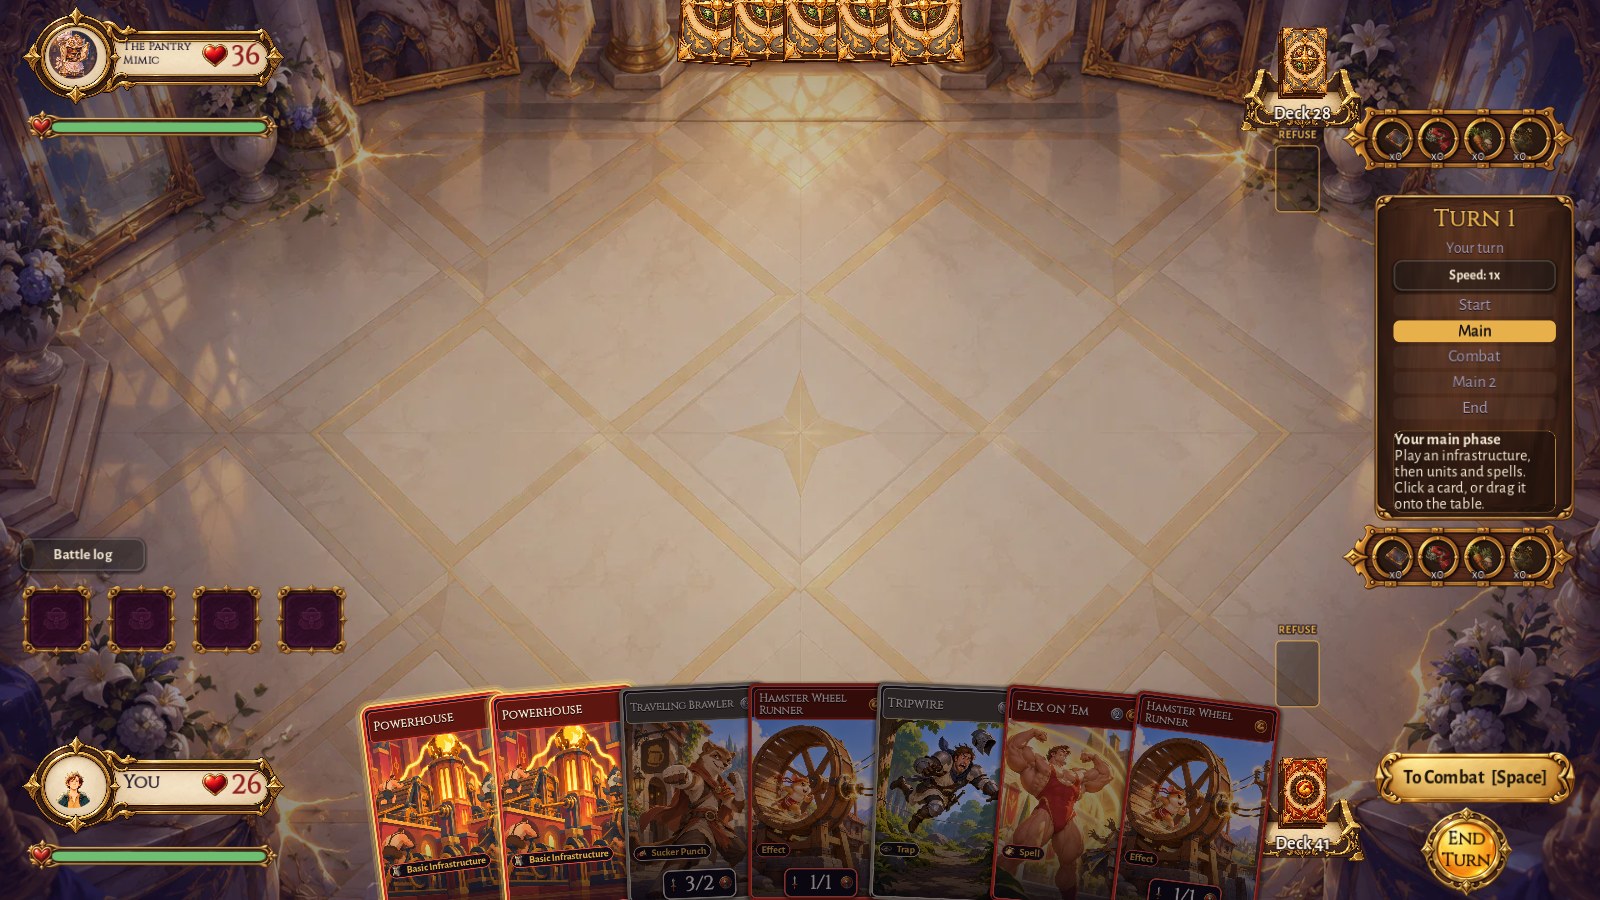 The Pantry
Mimic
36
Deck 28
REFUSE
x0
x0
x0
x0
Turn 1
Your turn
Speed: 1x
Start
Main
Combat
Main 2
End
Your main phase
Play an infrastructure,
then units and spells.
Click a card, or drag it
onto the table.
Battle log
x0
x0
x0
x0
REFUSE
You
26
Powerhouse
Basic Infrastructure
Powerhouse
Basic Infrastructure
Traveling Brawler
Sucker Punch
3/2
Hamster Wheel
Runner
Effect
1/1
Tripwire
Trap
Flex on 'Em
2
Spell
Hamster Wheel
Runner
Effect
1/1
Deck 41
To Combat [Space]
End
Turn